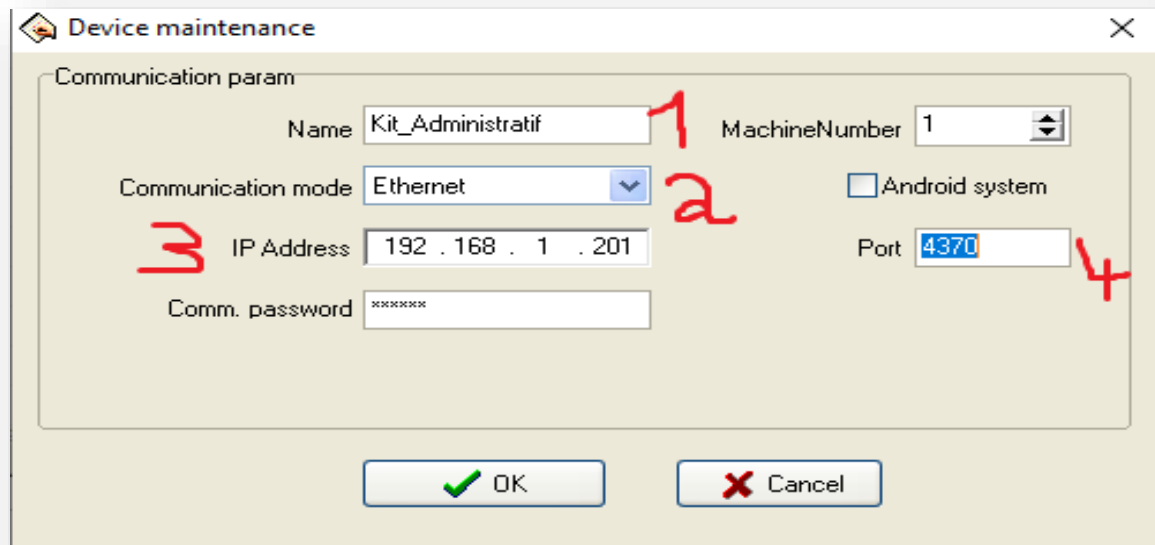 Device maintenance
Communication param
Name Kit_Administratif 1 MachineNumber 1
Communication mode Ethernet 2 Android system
3 IP Address 192 . 168 . 1 . 201 Port 4370 4
Comm. password ******
OK Cancel